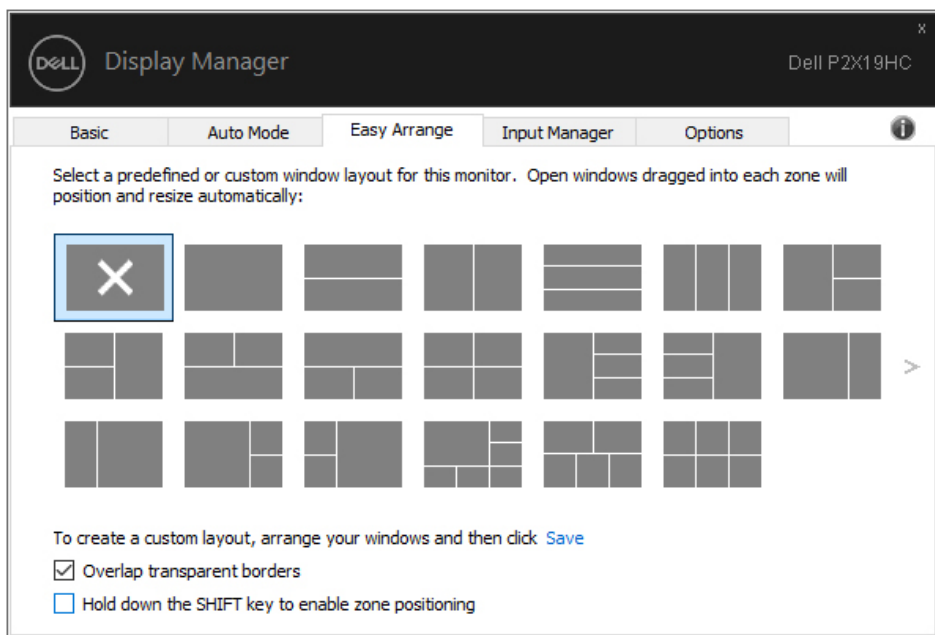 x
DELL Display Manager
Dell P2X19HC
Basic Auto Mode Easy Arrange Input Manager Options
Select a predefined or custom window layout for this monitor. Open windows dragged into each zone will
position and resize automatically:
>
To create a custom layout, arrange your windows and then click Save
Overlap transparent borders
Hold down the SHIFT key to enable zone positioning